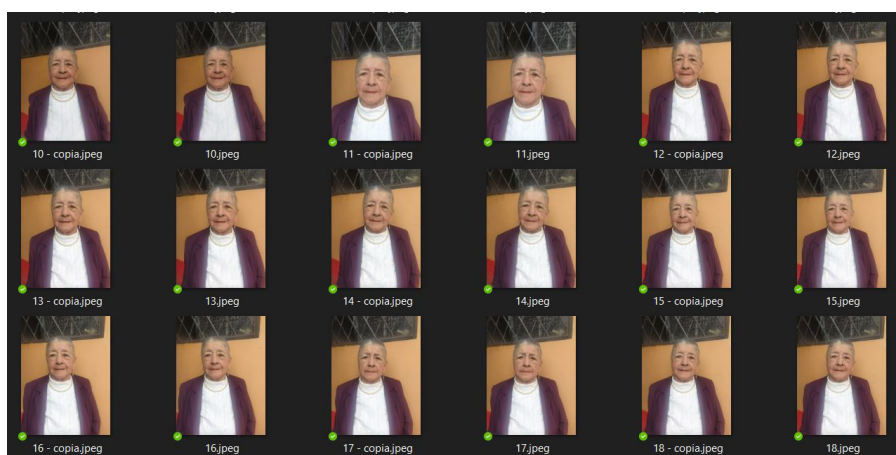 10 - copia.jpeg 10.jpeg 11 - copia.jpeg 11.jpeg 12 - copia.jpeg 12.jpeg
13 - copia.jpeg 13.jpeg 14 - copia.jpeg 14.jpeg 15 - copia.jpeg 15.jpeg
16 - copia.jpeg 16.jpeg 17 - copia.jpeg 17.jpeg 18 - copia.jpeg 18.jpeg